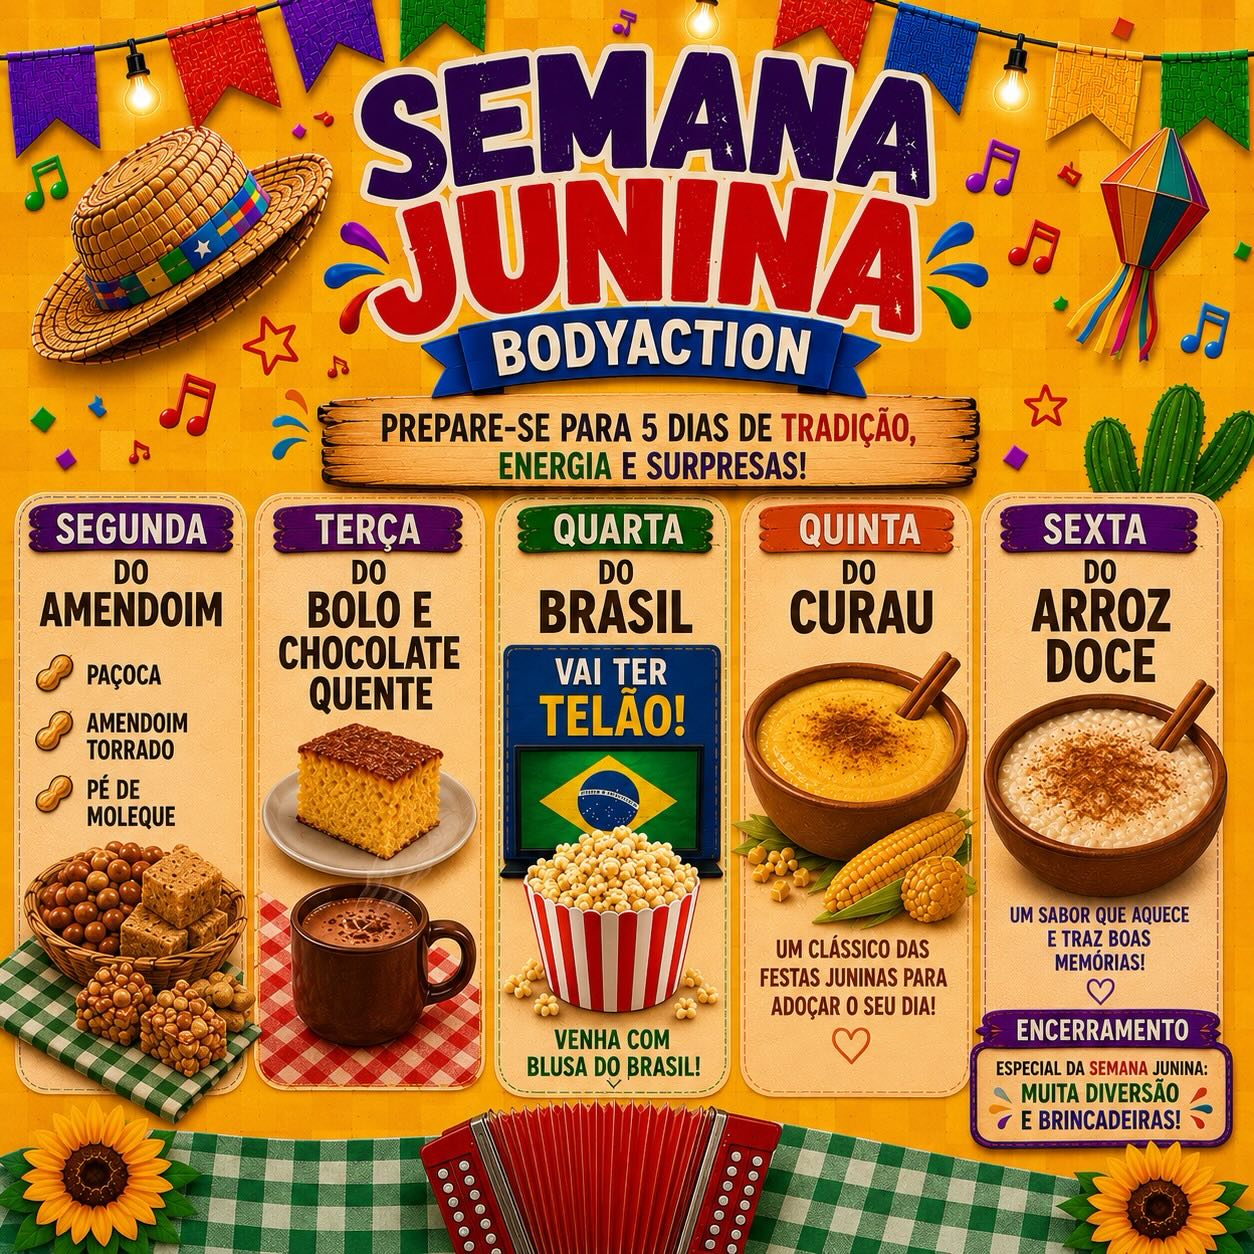 SEMANA
JUNINA
BODYACTION
PREPARE-SE PARA 5 DIAS DE TRADIÇÃO,
ENERGIA E SURPRESAS!
SEGUNDA
DO
AMENDOIM
PAÇOCA
AMENDOIM
TORRADO
PÉ DE
MOLEQUE
TERÇA
DO
BOLO E
CHOCOLATE
QUENTE
QUARTA
DO
BRASIL
VAI TER
TELÃO!
VENHA COM
BLUSA DO BRASIL!
QUINTA
DO
CURAU
UM CLÁSSICO DAS
FESTAS JUNINAS PARA
ADOÇAR O SEU DIA!
SEXTA
DO
ARROZ
DOCE
UM SABOR QUE AQUECE
E TRAZ BOAS
MEMÓRIAS!
ENCERRAMENTO
ESPECIAL DA SEMANA JUNINA:
MUITA DIVERSÃO
E BRINCADEIRAS!